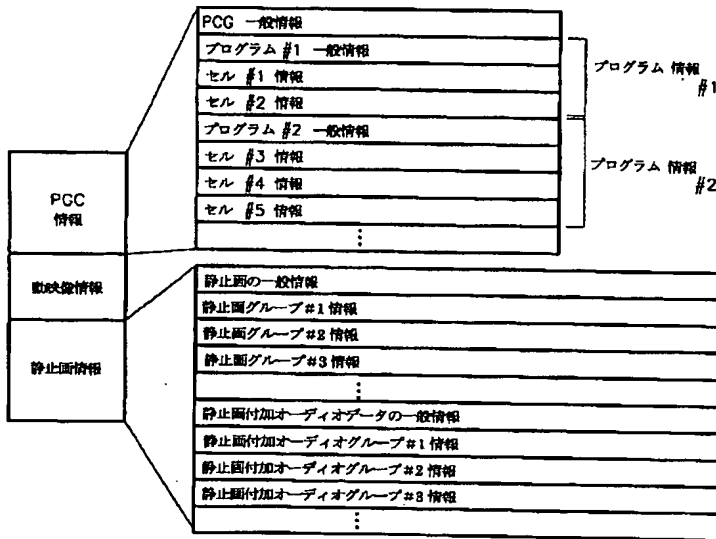 PCG 一般情報
プログラム #1 一般情報
セル #1 情報
セル #2 情報
プログラム #2 一般情報
セル #3 情報
セル #4 情報
セル #5 情報
プログラム 情報
#1
プログラム 情報
#2
PGC
情報
動映像情報
静止画情報
静止画の一般情報
静止画グループ#1 情報
静止画グループ#2 情報
静止画グループ#3 情報
静止画付加オーディオデータの一般情報
静止画付加オーディオグループ#1 情報
静止画付加オーディオグループ#2 情報
静止画付加オーディオグループ#3 情報